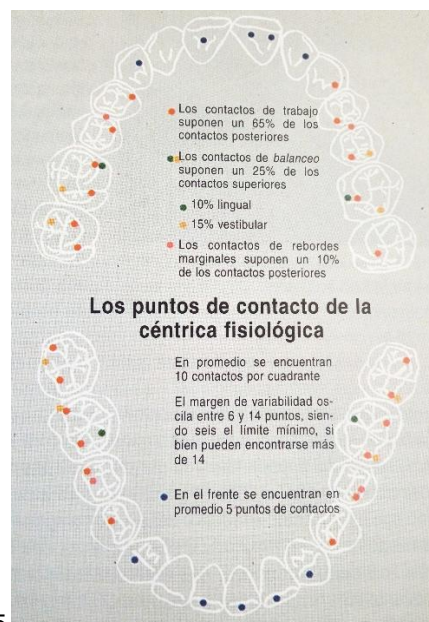 Los contactos de trabajo
suponen un 65% de los
contactos posteriores
Los contactos de balanceo
suponen un 25% de los
contactos superiores
10% lingual
15% vestibular
Los contactos de rebordes
marginales suponen un 10%
de los contactos posteriores
Los puntos de contacto de la
céntrica fisiológica
En promedio se encuentran
10 contactos por cuadrante
El margen de variabilidad os-
cila entre 6 y 14 puntos, sien-
do seis el límite mínimo, si
bien pueden encontrarse más
de 14
En el frente se encuentran en
promedio 5 puntos de contactos